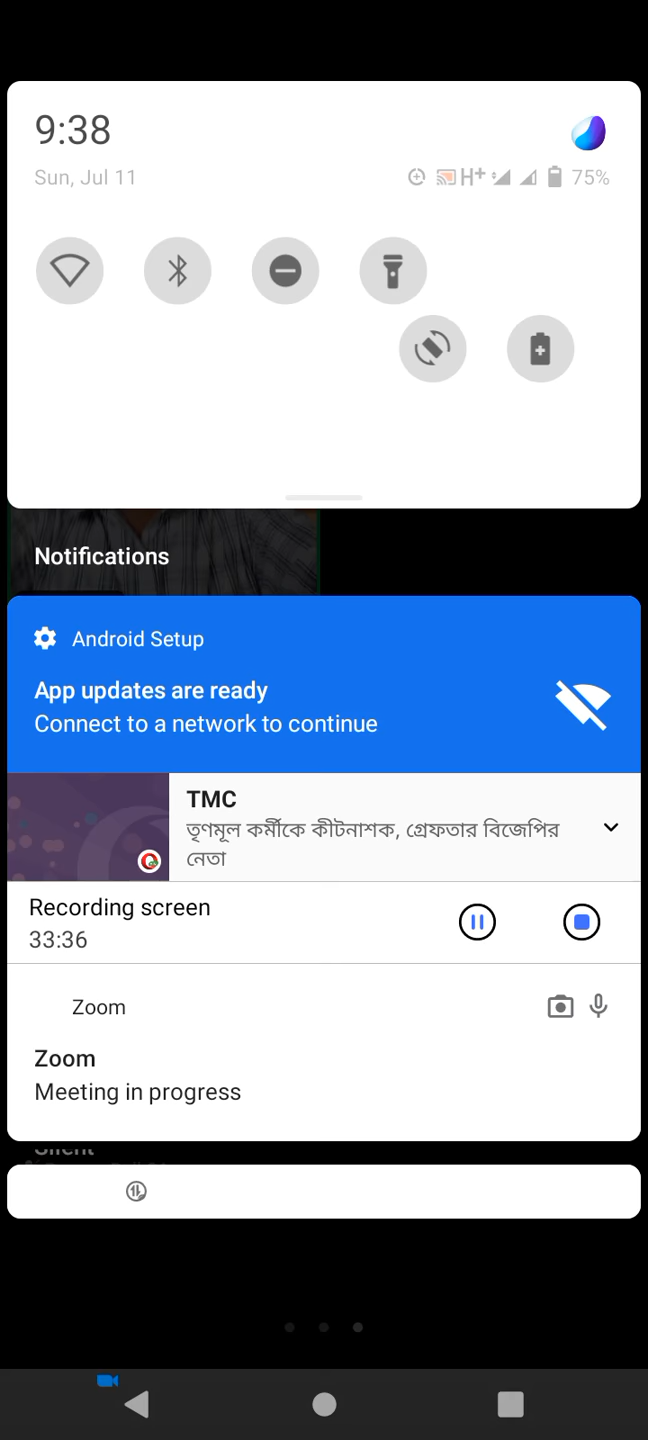 9:38
Sun, Jul 11
H+ 75%
Notifications
Android Setup
App updates are ready
Connect to a network to continue
TMC
তৃণমূল কর্মীকে কীটনাশক, গ্রেফতার বিজেপির
নেতা
Recording screen
33:36
Zoom
Zoom
Meeting in progress
Silent